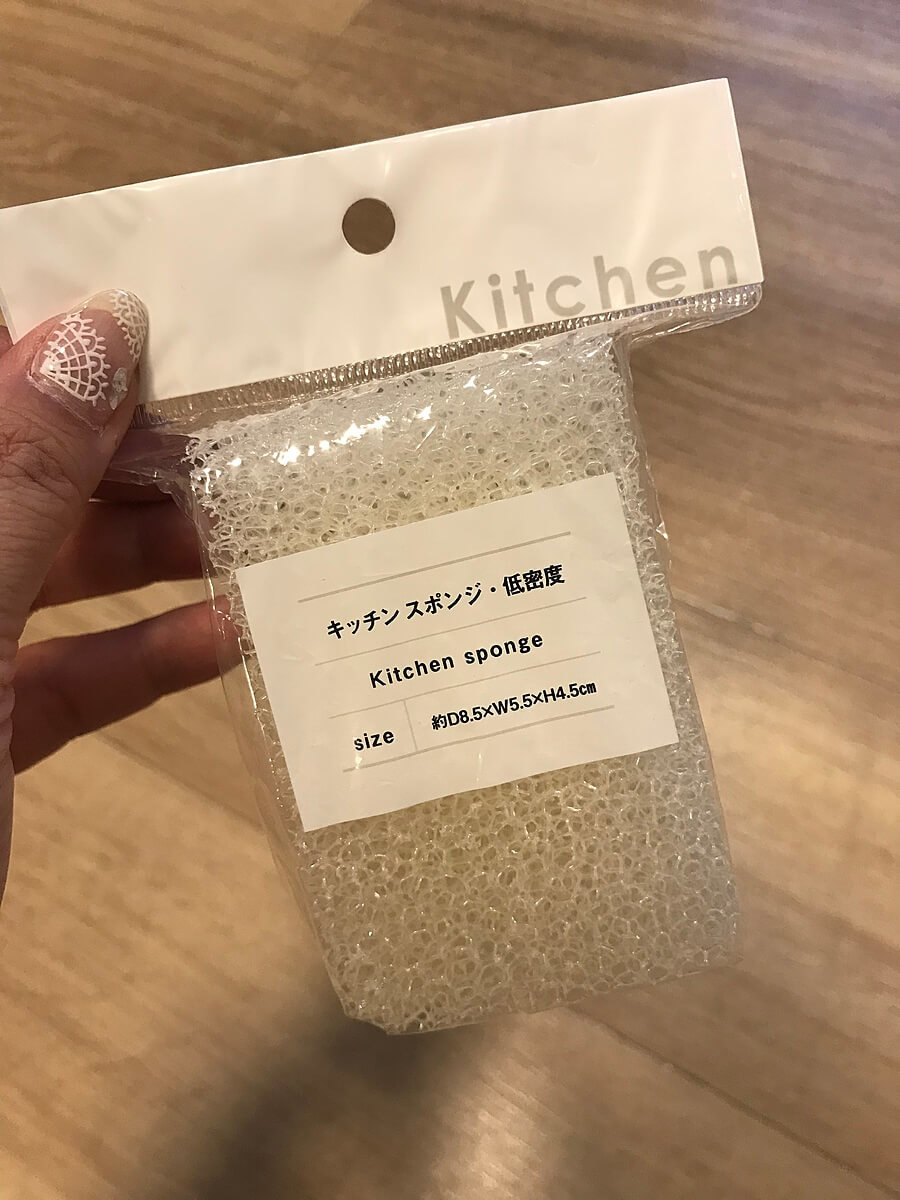 Kitchen
キッチン スポンジ・低密度
Kitchen sponge
size 約D8.5×W5.5×H4.5㎝